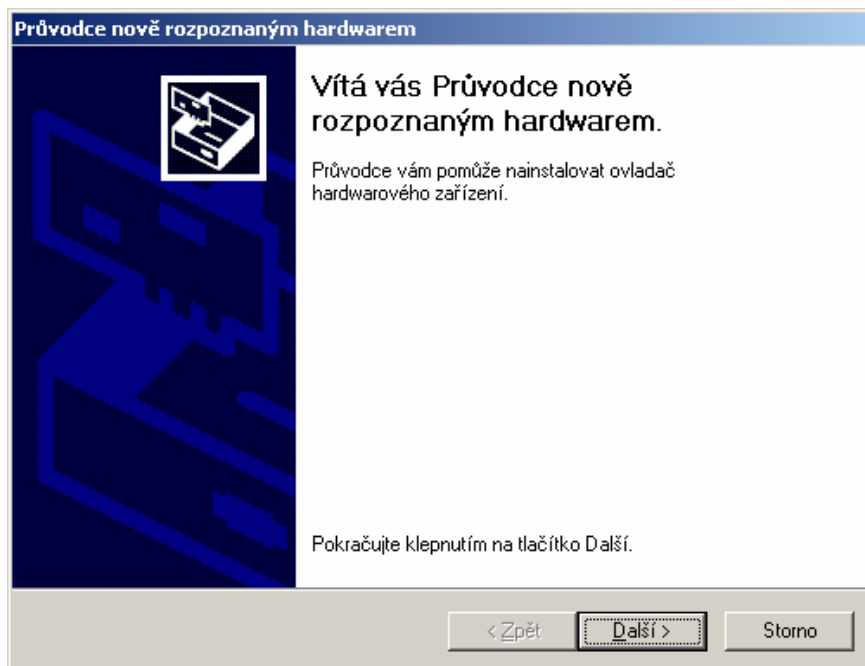 Průvodce nově rozpoznaným hardwarem
Vítá vás Průvodce nově
rozpoznaným hardwarem.
Průvodce vám pomůže nainstalovat ovladač
hardwarového zařízení.
Pokračujte klepnutím na tlačítko Další.
< Zpět
Další >
Storno